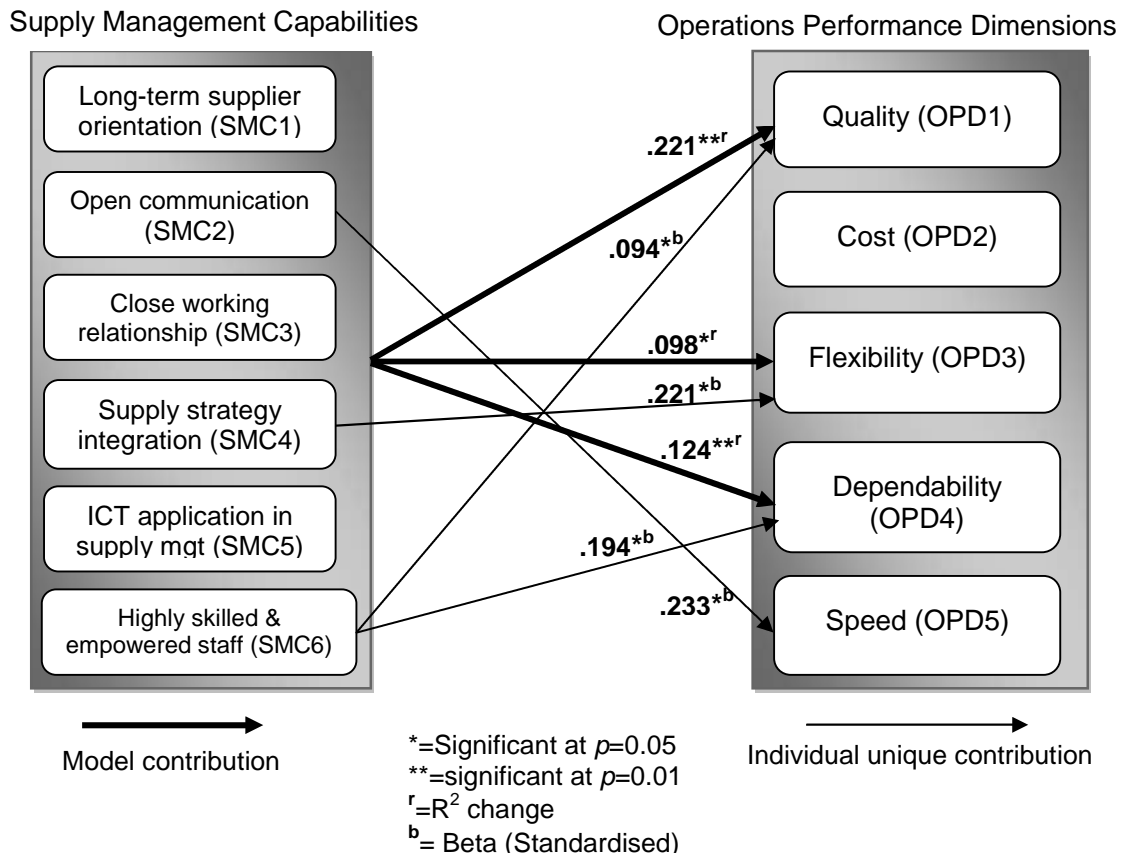 Supply Management Capabilities
Operations Performance Dimensions
Long-term supplier
orientation (SMC1)
Open communication
(SMC2)
Close working
relationship (SMC3)
Supply strategy
integration (SMC4)
ICT application in
supply mgt (SMC5)
Highly skilled &
empowered staff (SMC6)
.221**r
.094*b
.098*r
.221*b
.124**r
.194*b
.233*b
Quality (OPD1)
Cost (OPD2)
Flexibility (OPD3)
Dependability
(OPD4)
Speed (OPD5)
Model contribution
*=Significant at p=0.05
**=significant at p=0.01
r=R2 change
b= Beta (Standardised)
Individual unique contribution